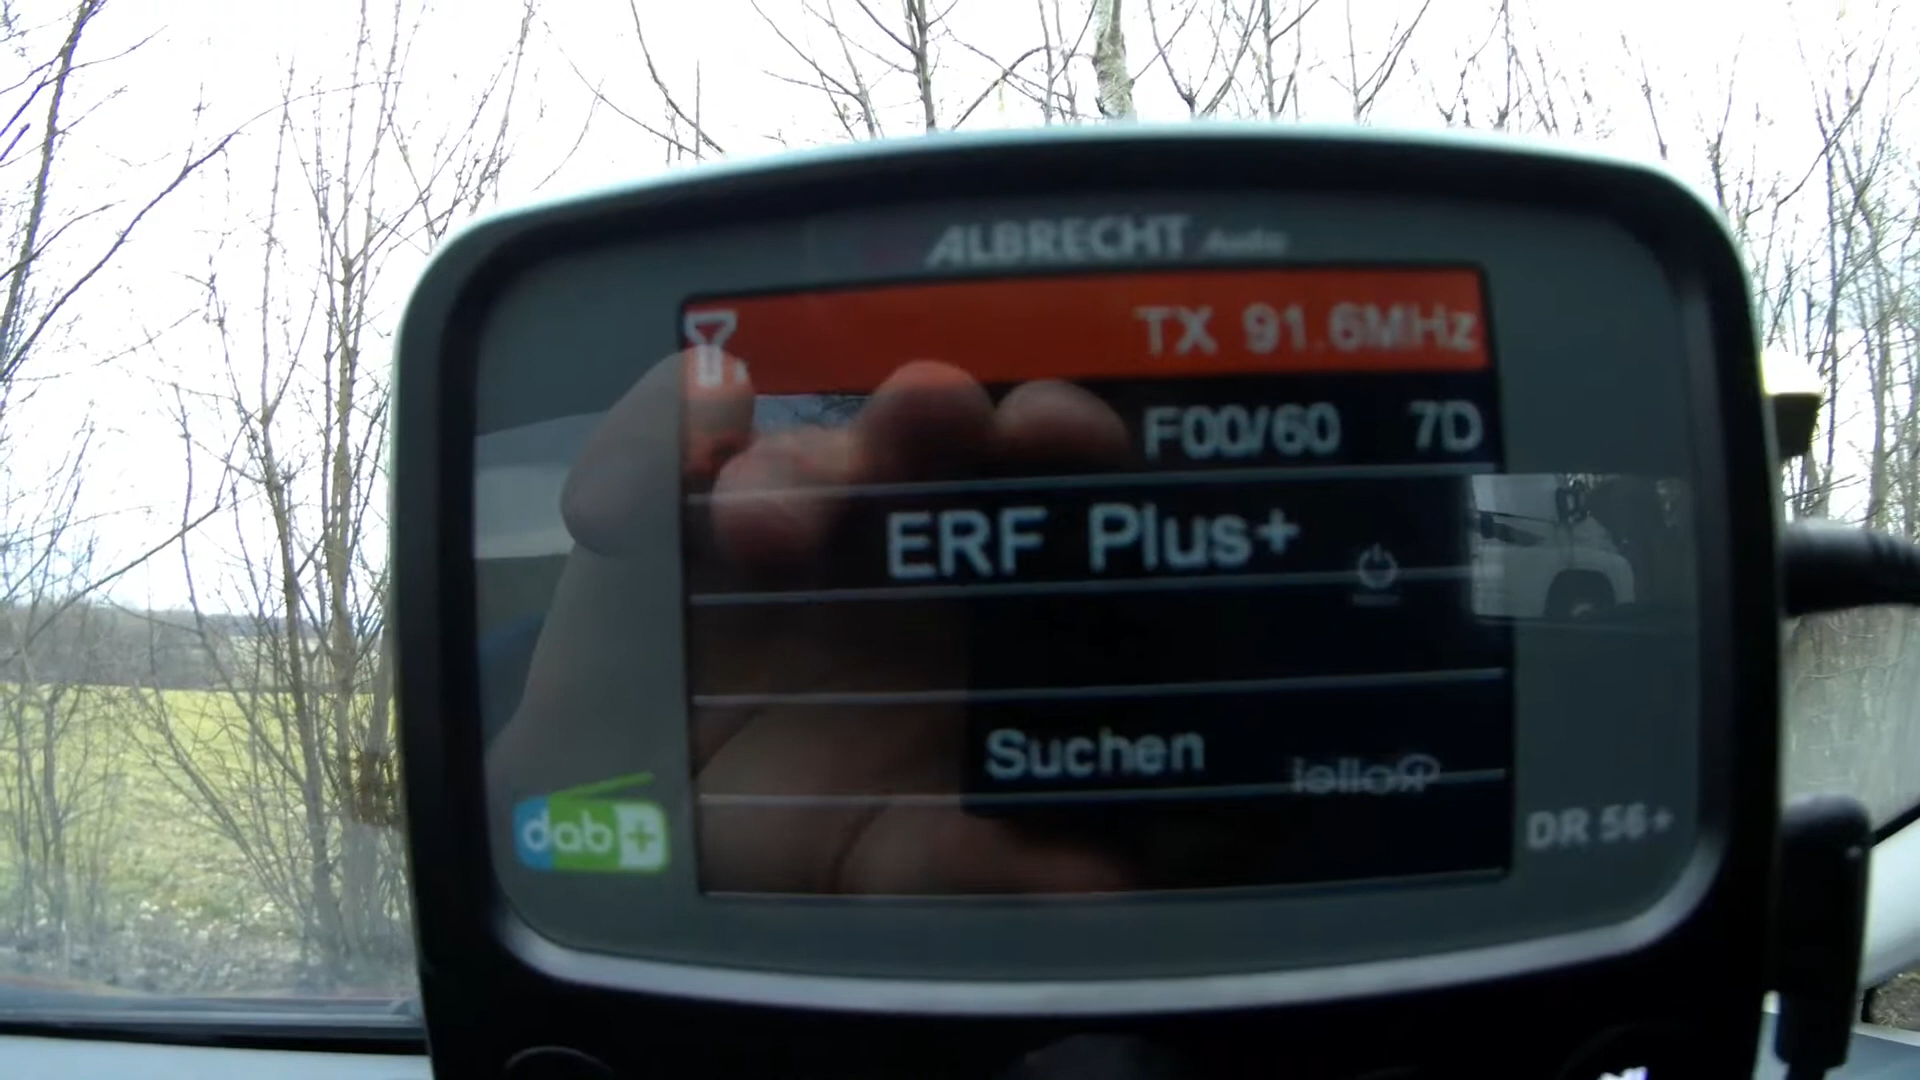 ALBRECHT Audio
TX 91.6MHz
F00/60 7D
ERF Plus+
Suchen
dab+
DR 56+